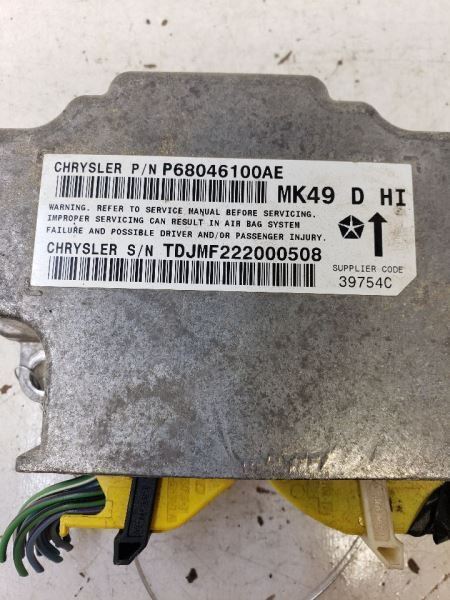 CHRYSLER P/N P68046100AE
MK49 D HI
WARNING. REFER TO SERVICE MANUAL BEFORE SERVICING.
IMPROPER SERVICING CAN RESULT IN AIR BAG SYSTEM
FAILURE AND POSSIBLE DRIVER AND/OR PASSENGER INJURY.
CHRYSLER S/N TDJMF222000508
SUPPLIER CODE
39754C